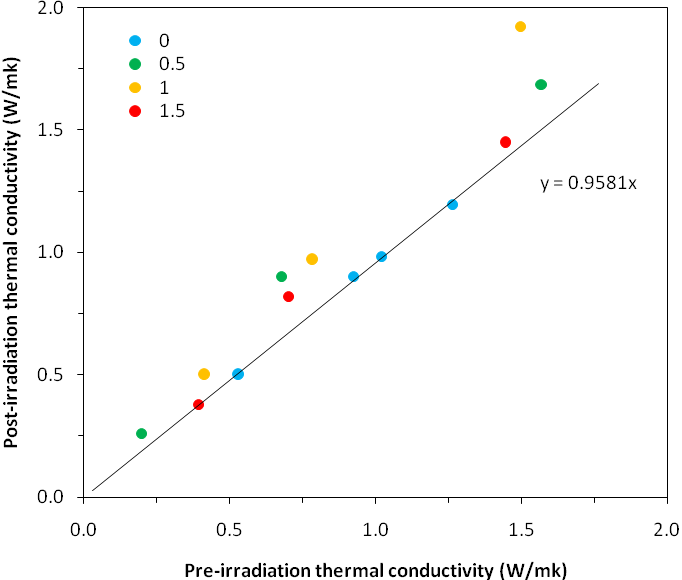 2.0
1.5
1.0
0.5
0.0
Post-irradiation thermal conductivity (W/mk)
0
0.5
1
1.5
y = 0.9581x
0.0 0.5 1.0 1.5 2.0
Pre-irradiation thermal conductivity (W/mk)